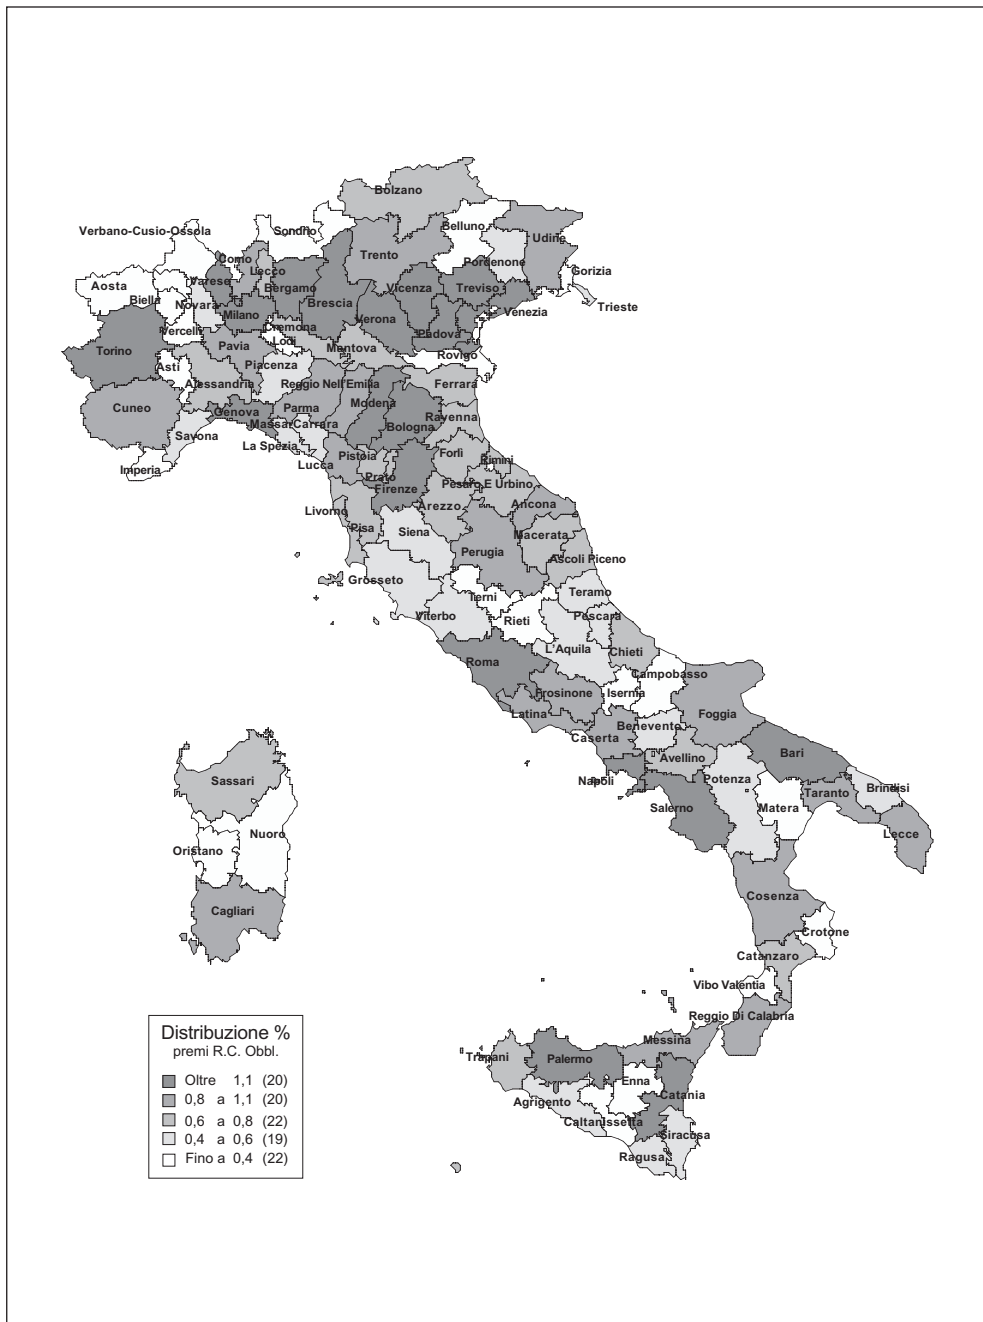 Bolzano
Verbano-Cusio-Ossola
Sondrio
Belluno
Udine
Como
Trento
Pordenone
Lecco
Gorizia
Aosta
Varese
Bergamo
Vicenza
Treviso
Biella
Novara
Brescia
Trieste
Milano
Verona
Venezia
Vercelli
Cremona
Padova
Lodi
Torino
Pavia
Mantova
Rovigo
Asti
Piacenza
Alessandria
Reggio Nell'Emilia
Ferrara
Cuneo
Genova
Parma
Modena
Massa/Carrara
Bologna
Ravenna
Savona
La Spezia
Pistoia
Forlì
Rimini
Imperia
Lucca
Prato
Firenze
Pesaro E Urbino
Livorno
Arezzo
Ancona
Pisa
Siena
Macerata
Perugia
Ascoli Piceno
Grosseto
Terni
Teramo
Viterbo
Rieti
Pescara
L'Aquila
Chieti
Roma
Campobasso
Frosinone
Isernia
Latina
Benevento
Foggia
Caserta
Bari
Avellino
Napoli
Potenza
Sassari
Brindisi
Taranto
Salerno
Matera
Nuoro
Lecce
Oristano
Cosenza
Cagliari
Crotone
Catanzaro
Vibo Valentia
Reggio Di Calabria
Messina
Trapani
Palermo
Enna
Catania
Agrigento
Caltanissetta
Siracusa
Ragusa
Distribuzione %
premi R.C. Obbl.
Oltre 1,1 (20)
0,8 a 1,1 (20)
0,6 a 0,8 (22)
0,4 a 0,6 (19)
Fino a 0,4 (22)